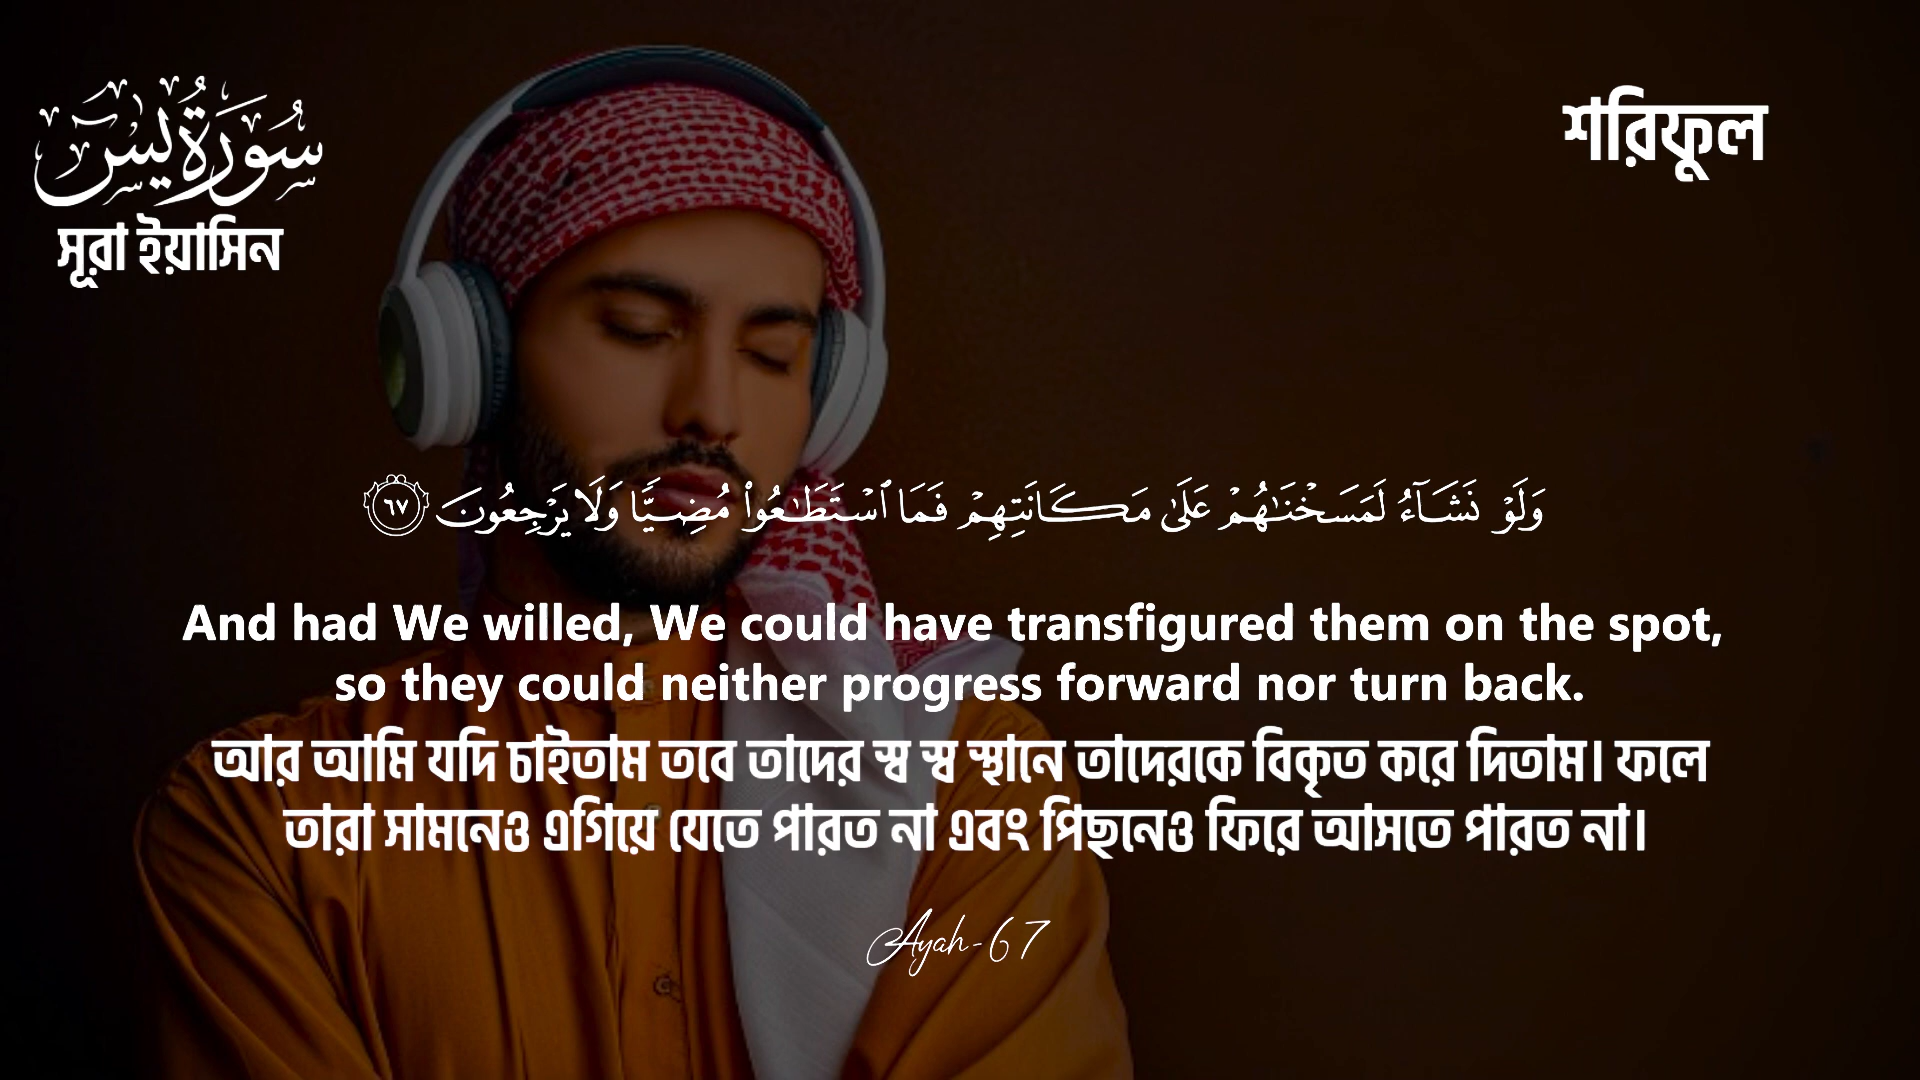 سُورَةُ يسٓ
সূরা ইয়াসিন
শরিফুল
وَلَوْ نَشَآءُ لَمَسَخْنَٰهُمْ عَلَىٰ مَكَانَتِهِمْ فَمَا ٱسْتَطَٰعُوا۟ مُضِيًّا وَلَا يَرْجِعُونَ ٦٧
And had We willed, We could have transfigured them on the spot,
so they could neither progress forward nor turn back.
আর আমি যদি চাইতাম তবে তাদের স্ব স্ব স্থানে তাদেরকে বিকৃত করে দিতাম। ফলে
তারা সামনেও এগিয়ে যেতে পারত না এবং পিছনেও ফিরে আসতে পারত না।
Ayah-67